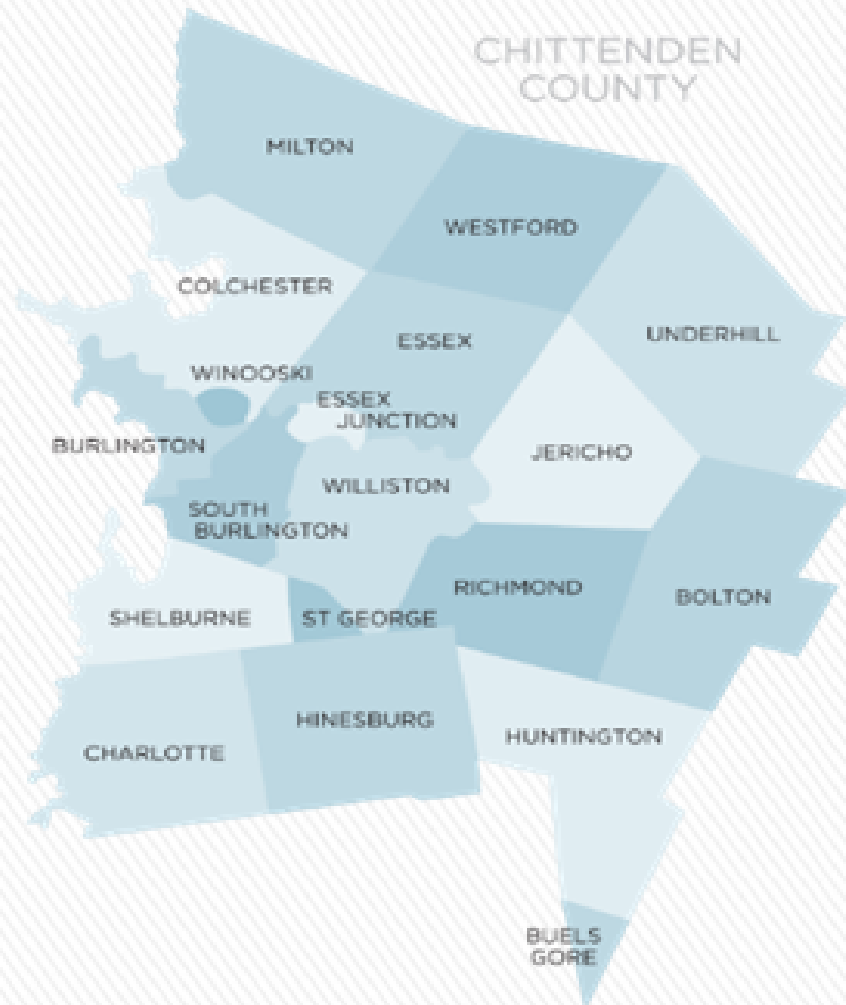 CHITTENDEN
COUNTY
MILTON
WESTFORD
COLCHESTER
UNDERHILL
ESSEX
WINOOSKI
ESSEX
JUNCTION
BURLINGTON
JERICHO
WILLISTON
SOUTH
BURLINGTON
RICHMOND
BOLTON
SHELBURNE
ST GEORGE
HINESBURG
HUNTINGTON
CHARLOTTE
BUELS
GORE